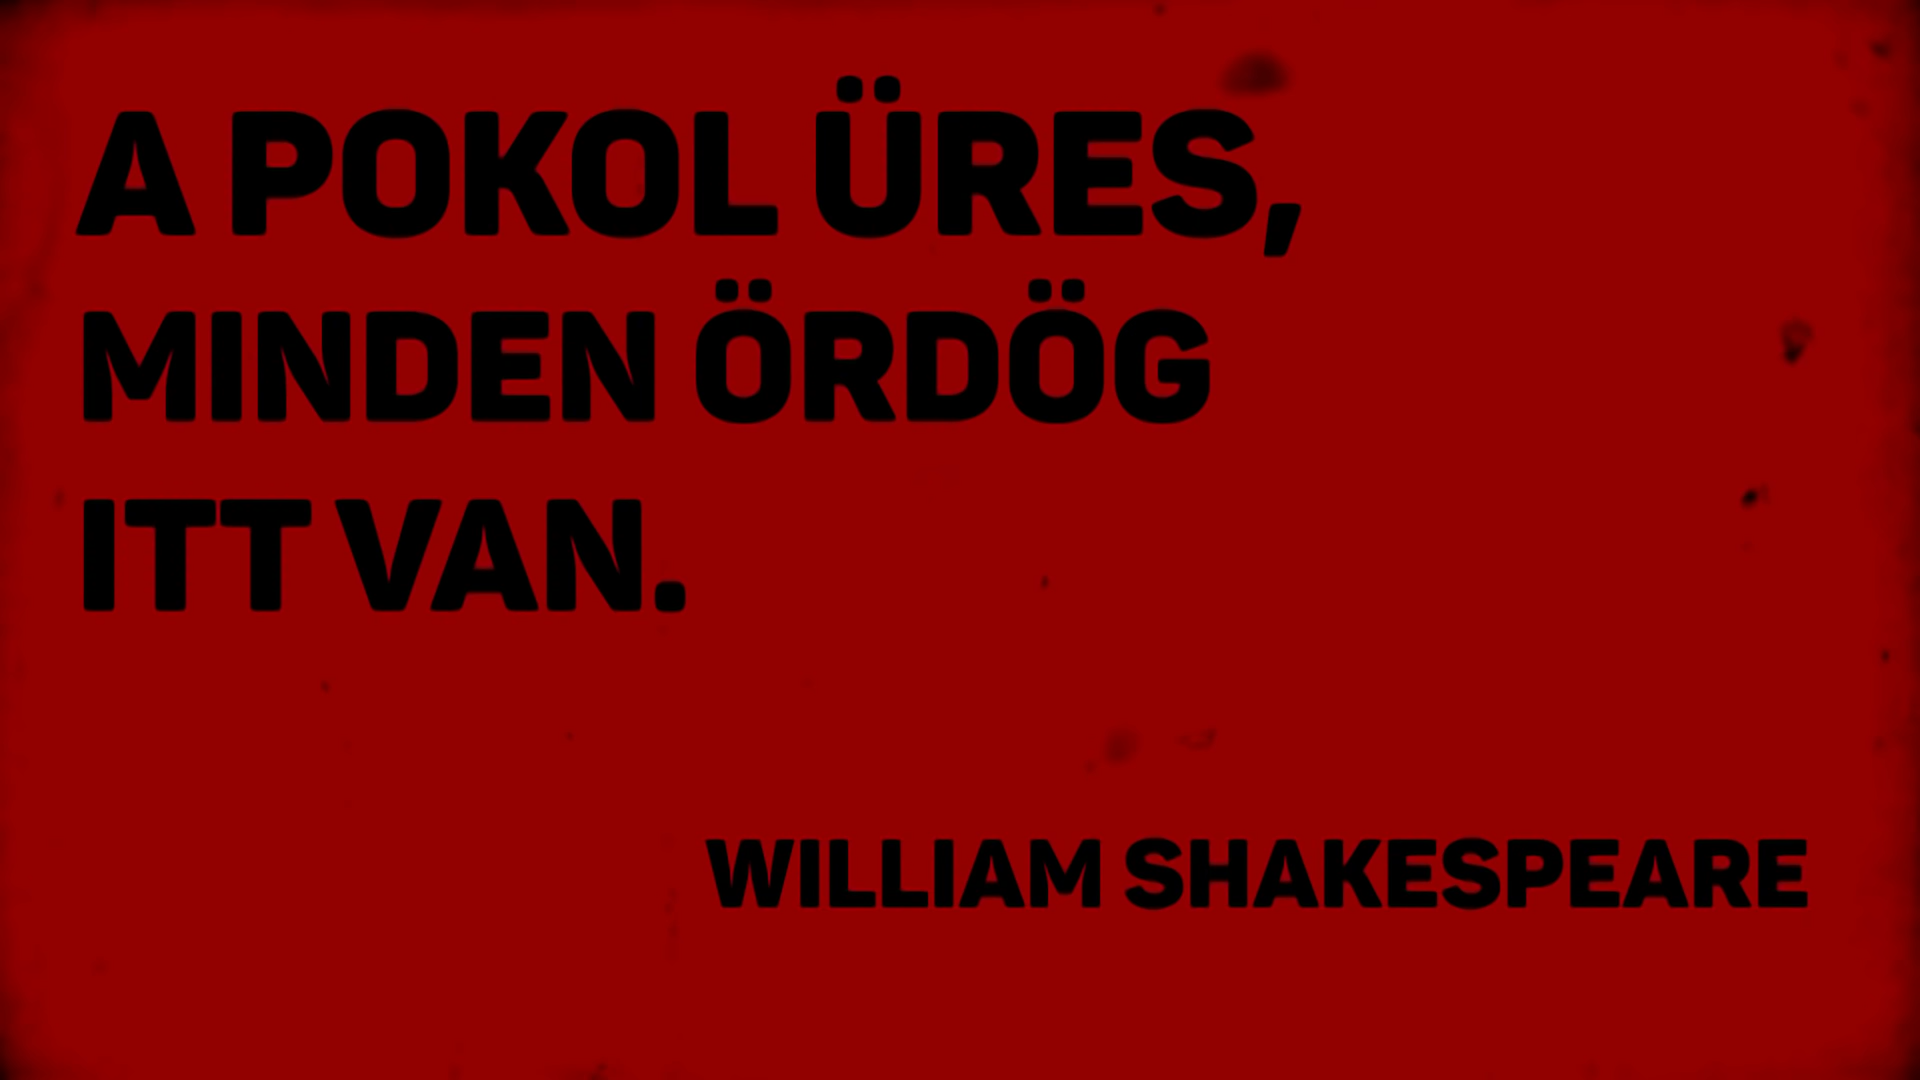 A POKOL ÜRES,
MINDEN ÖRDÖG
ITT VAN.
WILLIAM SHAKESPEARE